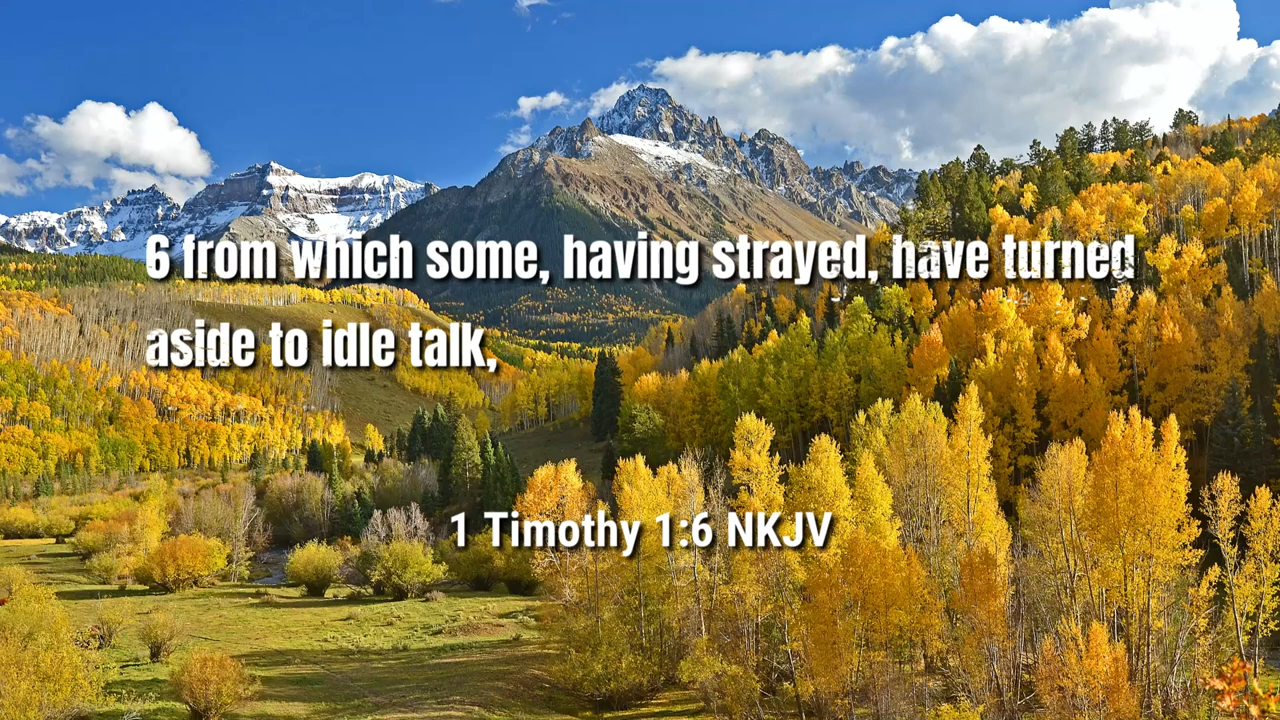 6 from which some, having strayed, have turned
aside to idle talk,
1 Timothy 1:6 NKJV